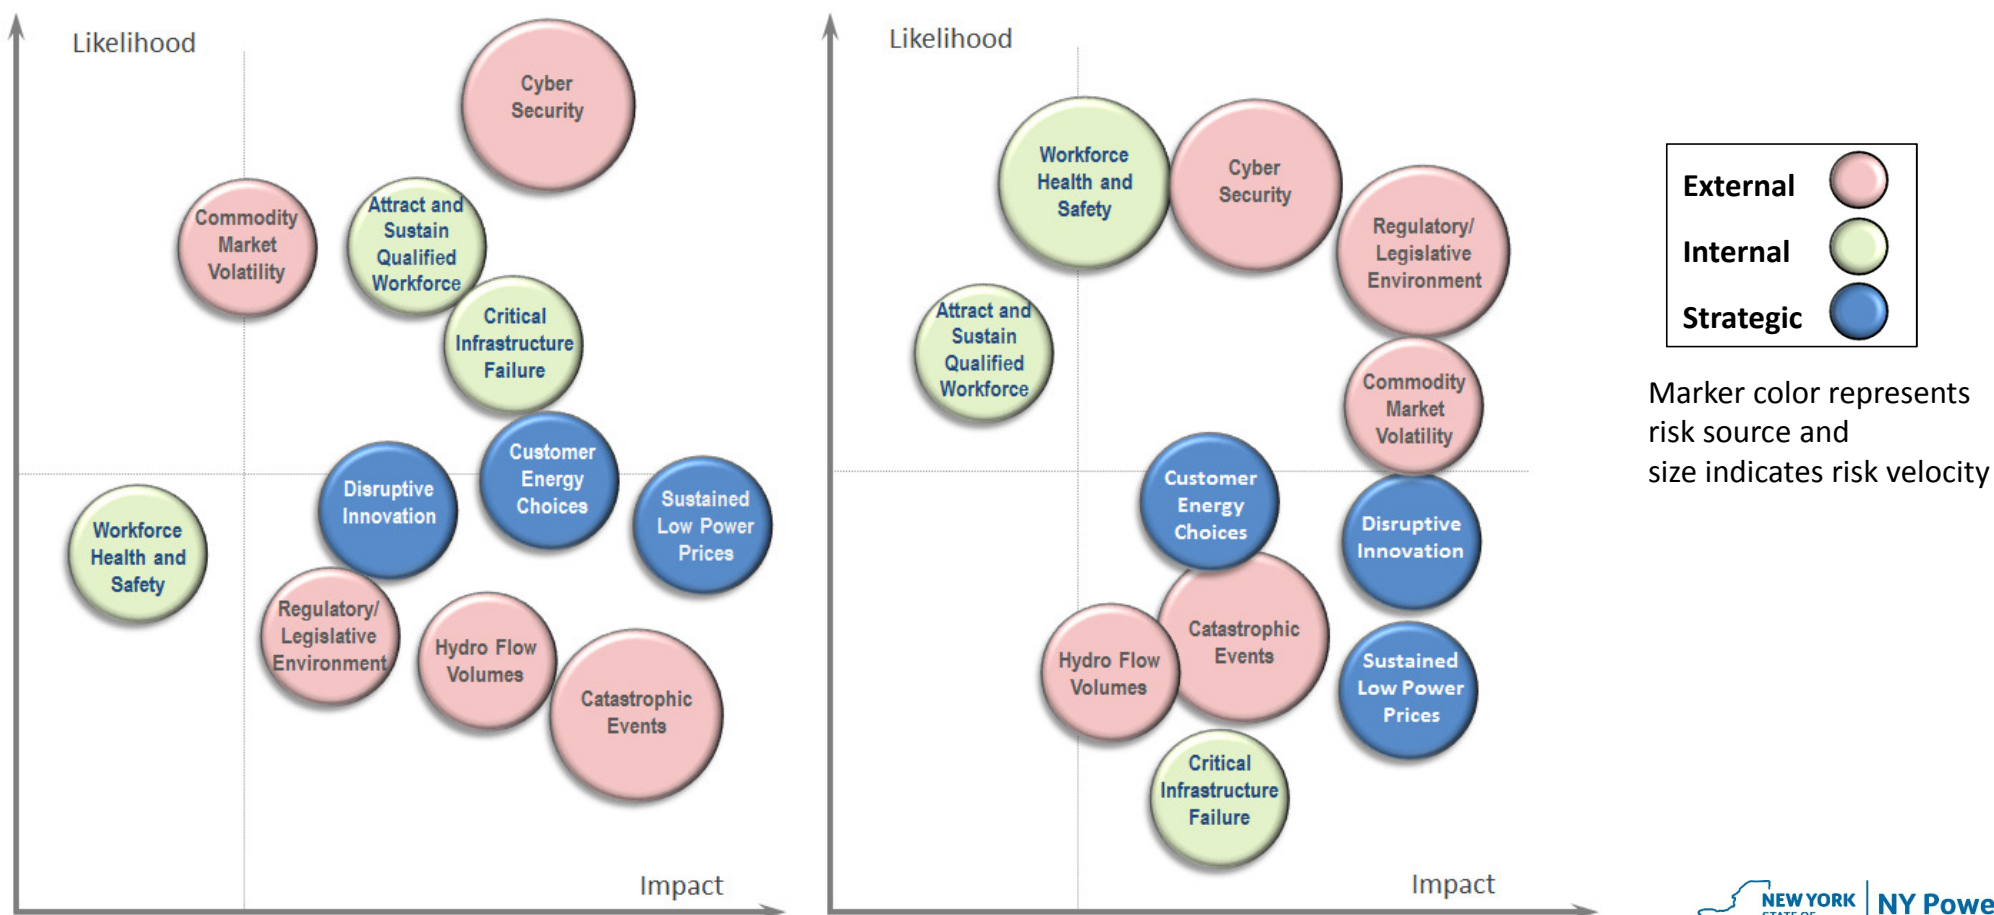 Likelihood
Cyber
Security
Commodity
Market
Volatility
Attract and
Sustain
Qualified
Workforce
Critical
Infrastructure
Failure
Customer
Energy
Choices
Disruptive
Innovation
Sustained
Low Power
Prices
Workforce
Health and
Safety
Regulatory/
Legislative
Environment
Hydro Flow
Volumes
Catastrophic
Events
Impact
Likelihood
Workforce
Health and
Safety
Cyber
Security
Regulatory/
Legislative
Environment
Attract and
Sustain
Qualified
Workforce
Commodity
Market
Volatility
Customer
Energy
Choices
Disruptive
Innovation
Catastrophic
Events
Hydro Flow
Volumes
Sustained
Low Power
Prices
Critical
Infrastructure
Failure
Impact
External
Internal
Strategic
Marker color represents
risk source and
size indicates risk velocity
NEW YORK
STATE OF
NY Powe